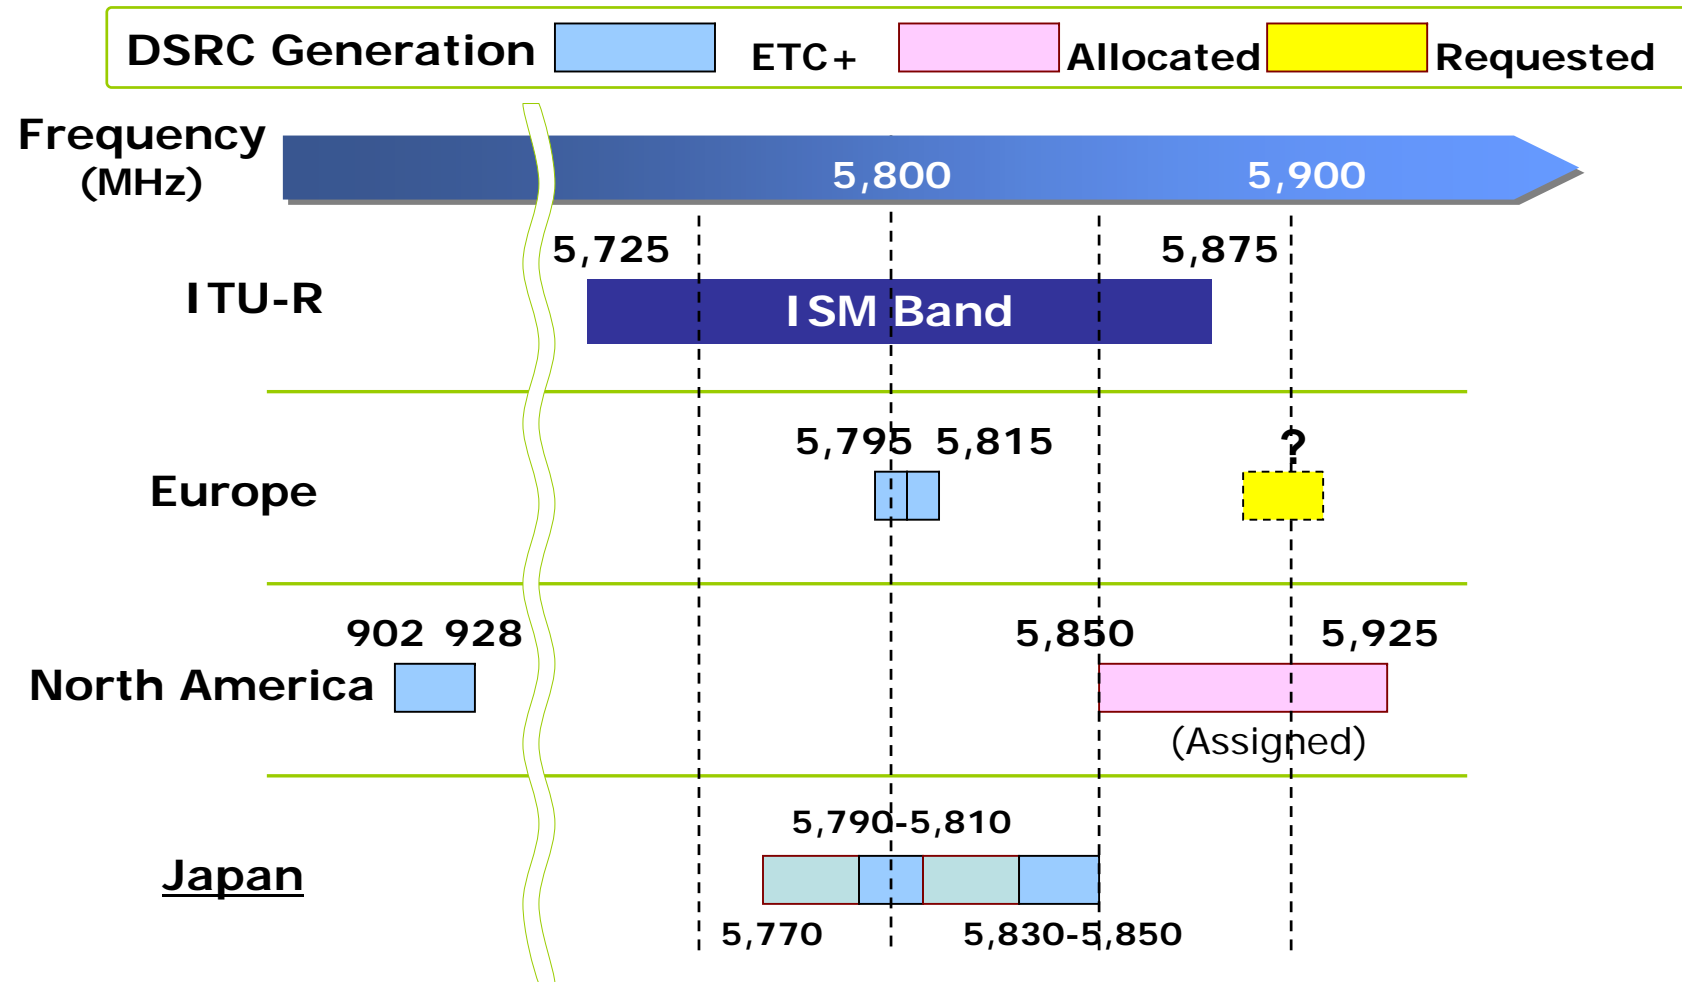 DSRC Generation ETC+ Allocated Requested
Frequency
(MHz)
5,800 5,900
5,725 5,875
ITU-R
ISM Band
5,795 5,815 ?
Europe
902 928 5,850 5,925
North America
(Assigned)
5,790-5,810
Japan
5,770 5,830-5,850